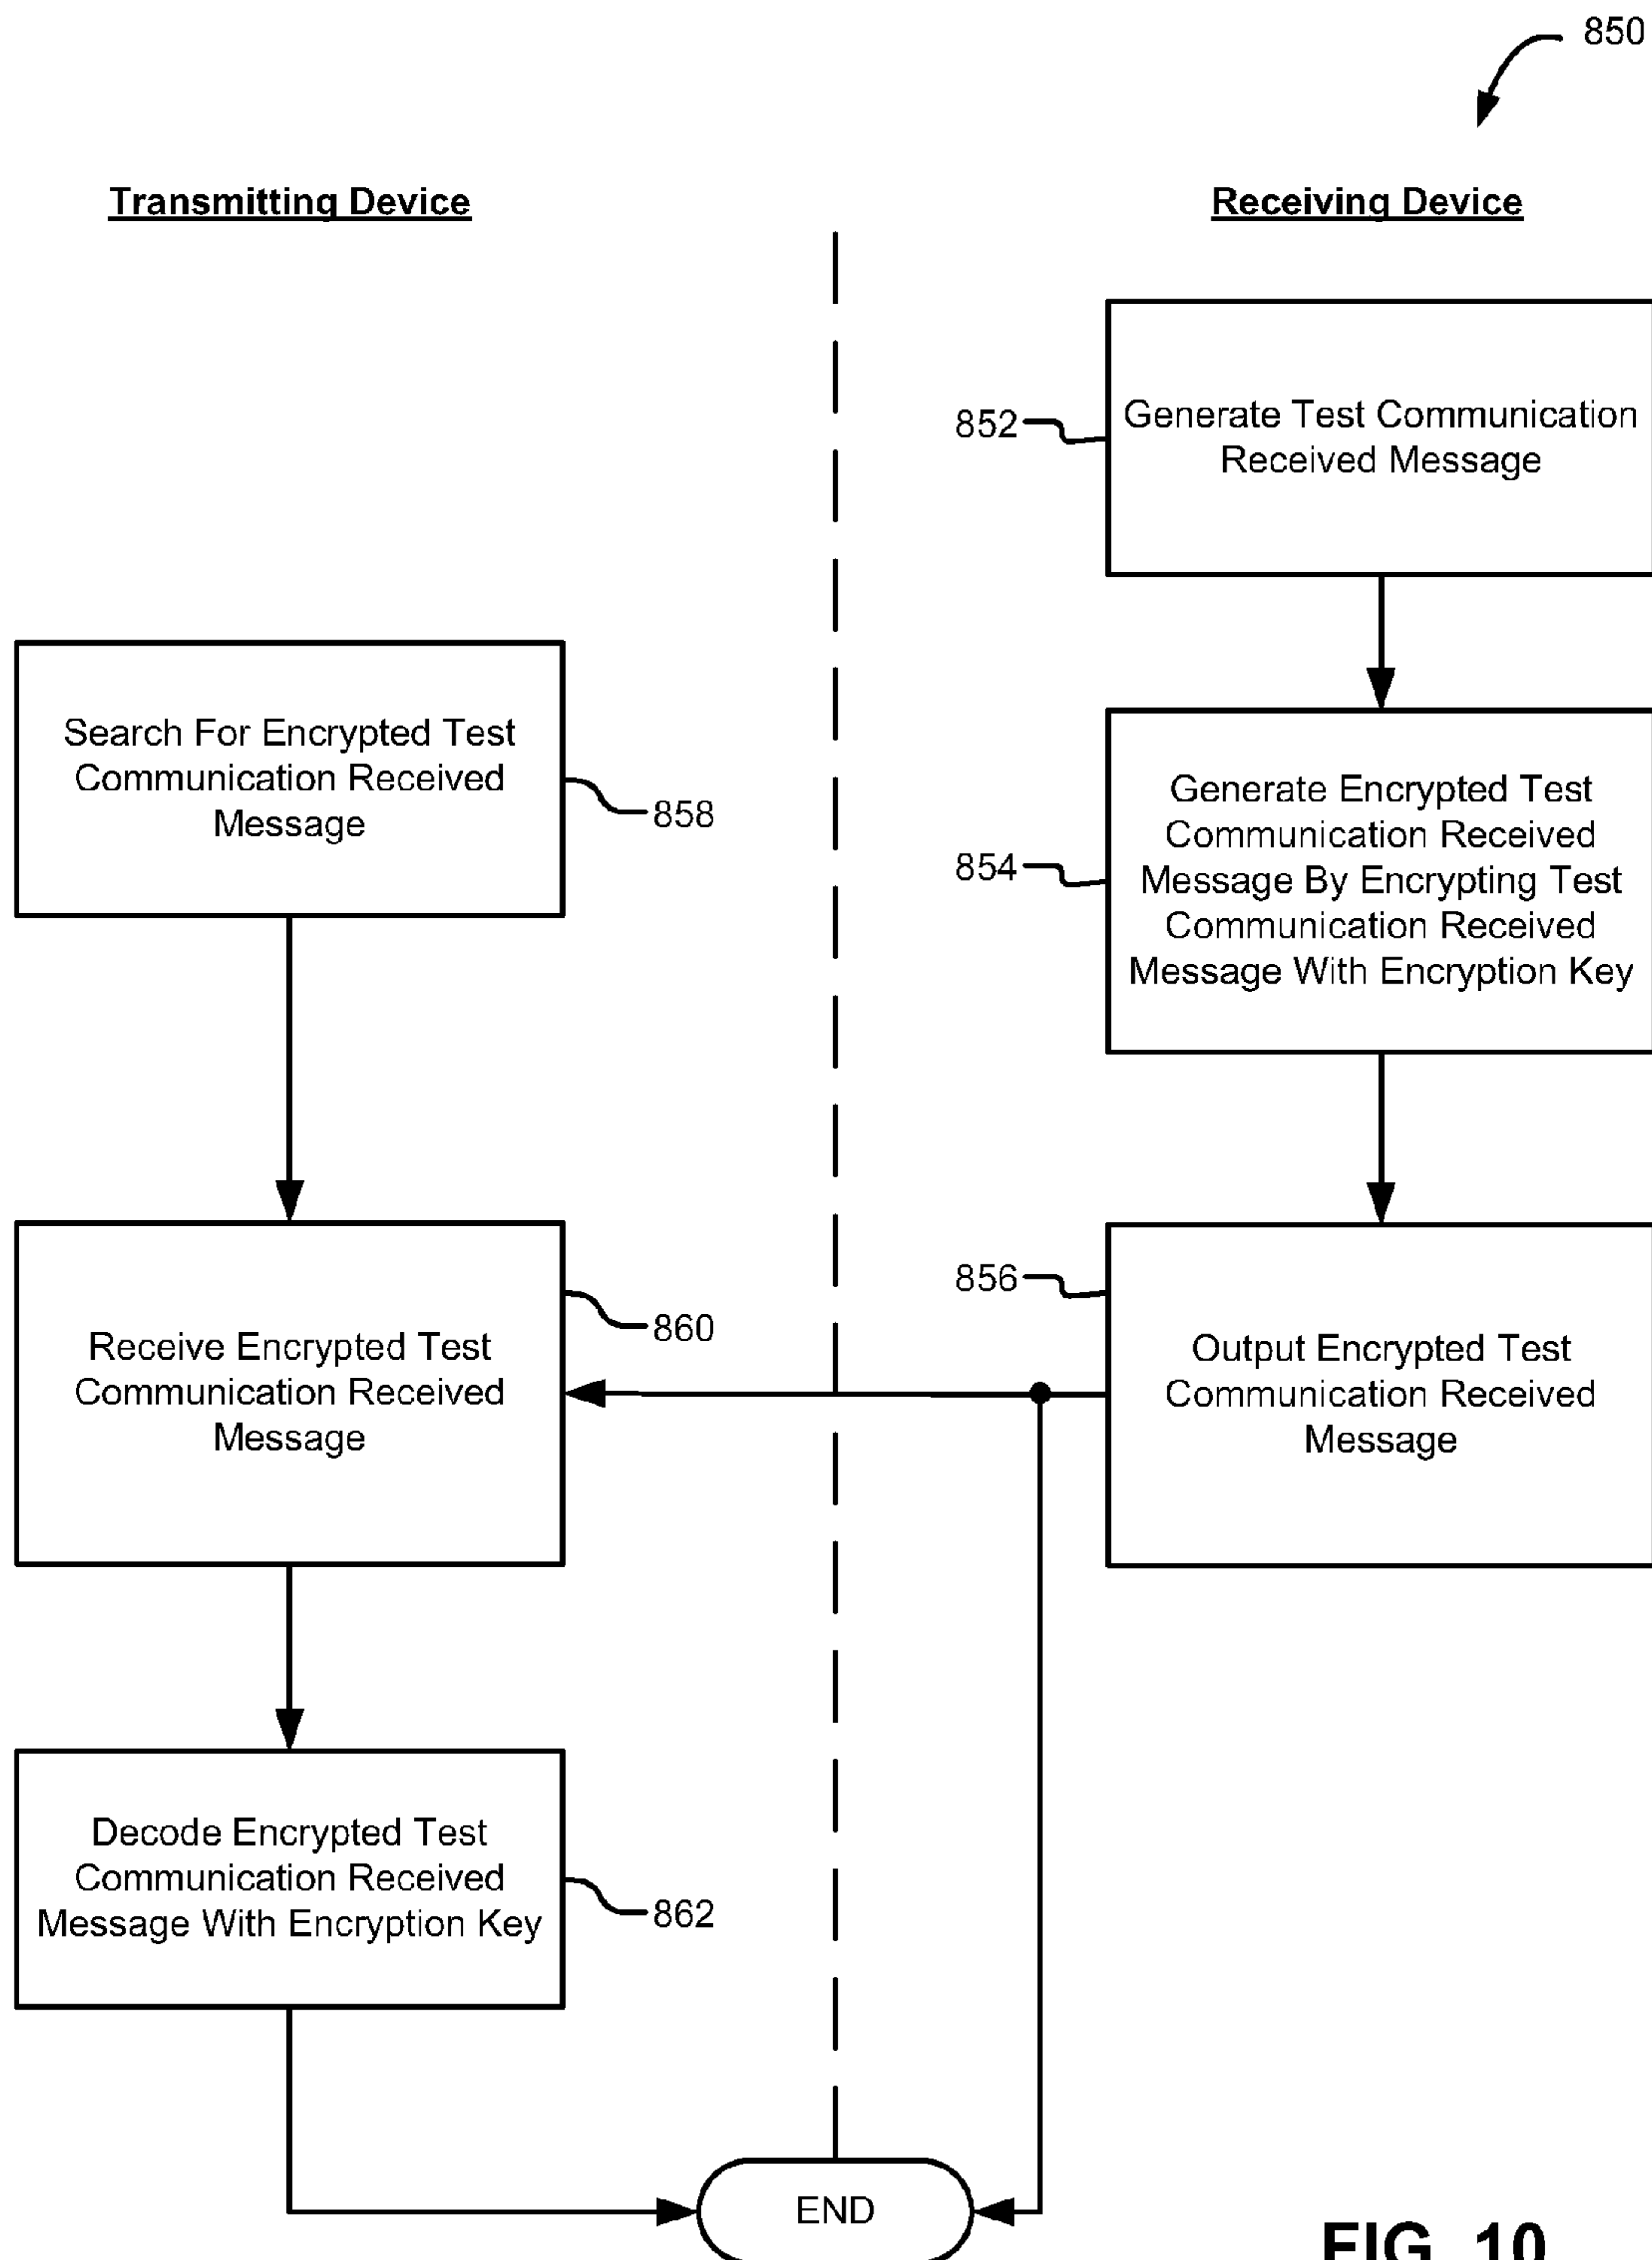 850
Transmitting Device
Receiving Device
852
Generate Test Communication
Received Message
Search For Encrypted Test
Communication Received
Message
858
854
Generate Encrypted Test
Communication Received
Message By Encrypting Test
Communication Received
Message With Encryption Key
Receive Encrypted Test
Communication Received
Message
860
856
Output Encrypted Test
Communication Received
Message
Decode Encrypted Test
Communication Received
Message With Encryption Key
862
END
FIG. 10